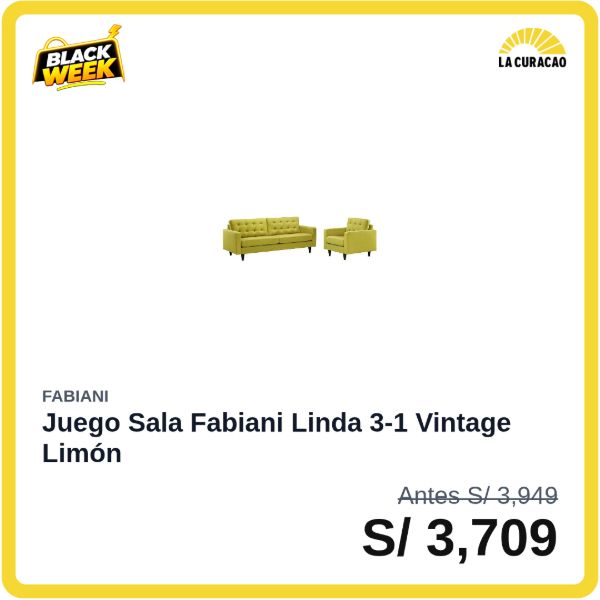 BLACK
WEEK
LA CURACAO
FABIANI
Juego Sala Fabiani Linda 3-1 Vintage
Limón
Antes S/ 3,949
S/ 3,709